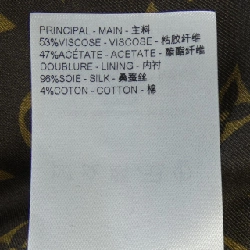 PRINCIPAL - MAIN - 主料
53%VISCOSE - VISCOSE - 粘胶纤维
47%ACÉTATE - ACETATE - 醋酯纤维
DOUBLURE - LINING - 内衬
96%SOIE - SILK - 桑蚕丝
4%COTON - COTTON - 棉